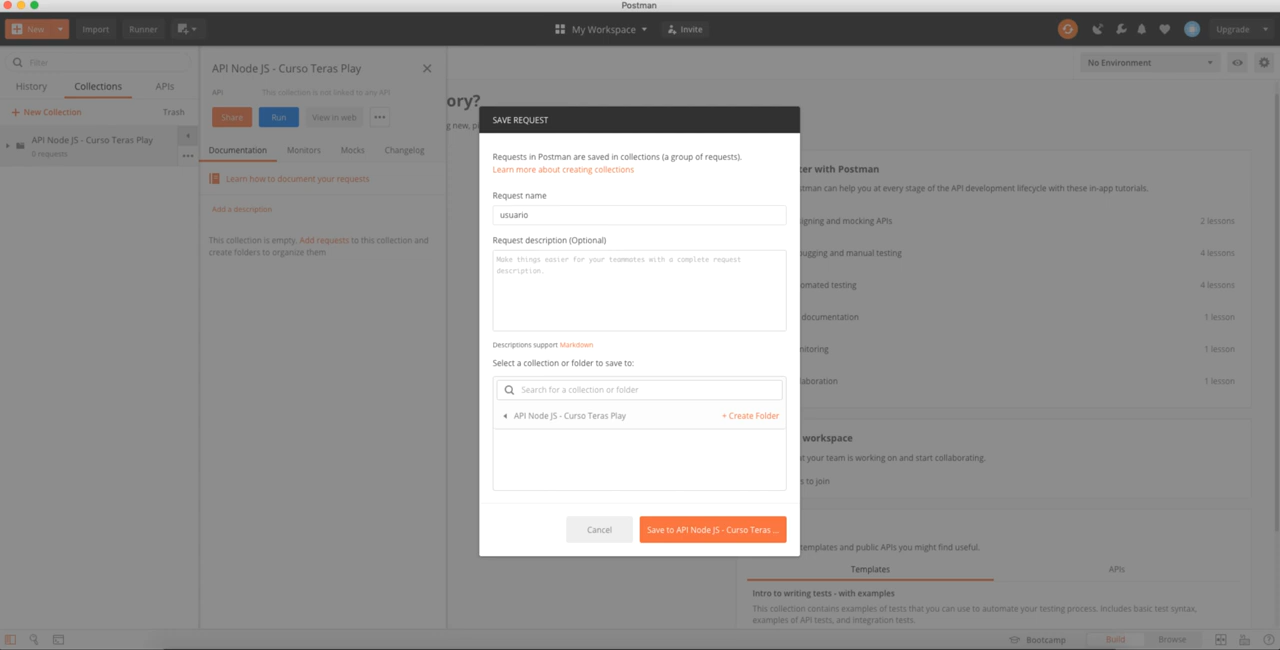 Postman
New
Import
Runner
My Workspace
Invite
Upgrade
Filter
History
Collections
APIs
+ New Collection
Trash
API Node JS - Curso Teras Play
0 requests
API Node JS - Curso Teras Play
API
This collection is not linked to any API
Share
Run
View in web
Documentation
Monitors
Mocks
Changelog
Learn how to document your requests
Add a description
This collection is empty. Add requests to this collection and
create folders to organize them
No Environment
ory?
g new, p
SAVE REQUEST
Requests in Postman are saved in collections (a group of requests).
Learn more about creating collections
Request name
usuario
Request description (Optional)
Make things easier for your teammates with a complete request
description.
Descriptions support Markdown
Select a collection or folder to save to:
Search for a collection or folder
API Node JS - Curso Teras Play
+ Create Folder
Cancel
Save to API Node JS - Curso Teras ...
ter with Postman
stman can help you at every stage of the API development lifecycle with these in-app tutorials.
igning and mocking APIs
2 lessons
ugging and manual testing
4 lessons
omated testing
4 lessons
documentation
1 lesson
nitoring
1 lesson
aboration
1 lesson
workspace
at your team is working on and start collaborating.
s to join
templates and public APIs you might find useful.
Templates
APIs
Intro to writing tests - with examples
This collection contains examples of tests that you can use to automate your testing process. Includes basic test syntax,
examples of API tests, and integration tests.
Bootcamp
Build
Browse